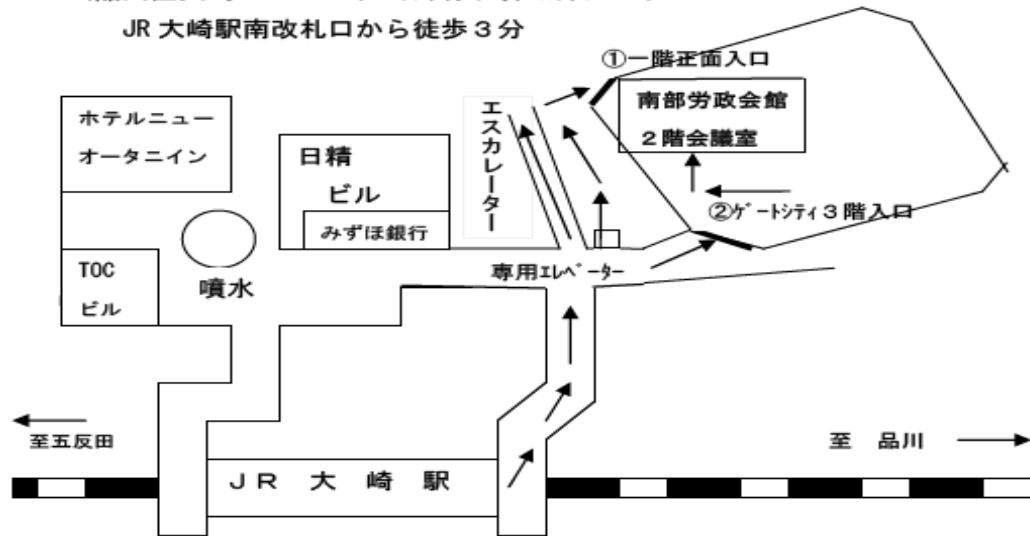 JR 大崎駅南改札口から徒歩３分
①一階正面入口
南部労政会館
２階会議室
エスカレーター
ホテルニュー
オータニイン
日精
ビル
みずほ銀行
②ｹﾞｰﾄｼﾃｨ３階入口
TOC
ビル
噴水
専用ｴﾚﾍﾞｰﾀｰ
至五反田
至 品川
ＪＲ 大 崎 駅